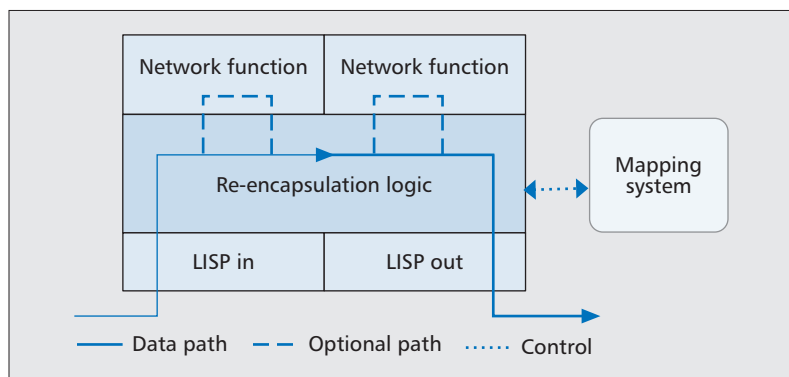 Network function
Network function
Re-encapsulation logic
Mapping
system
LISP in
LISP out
Data path
Optional path
Control